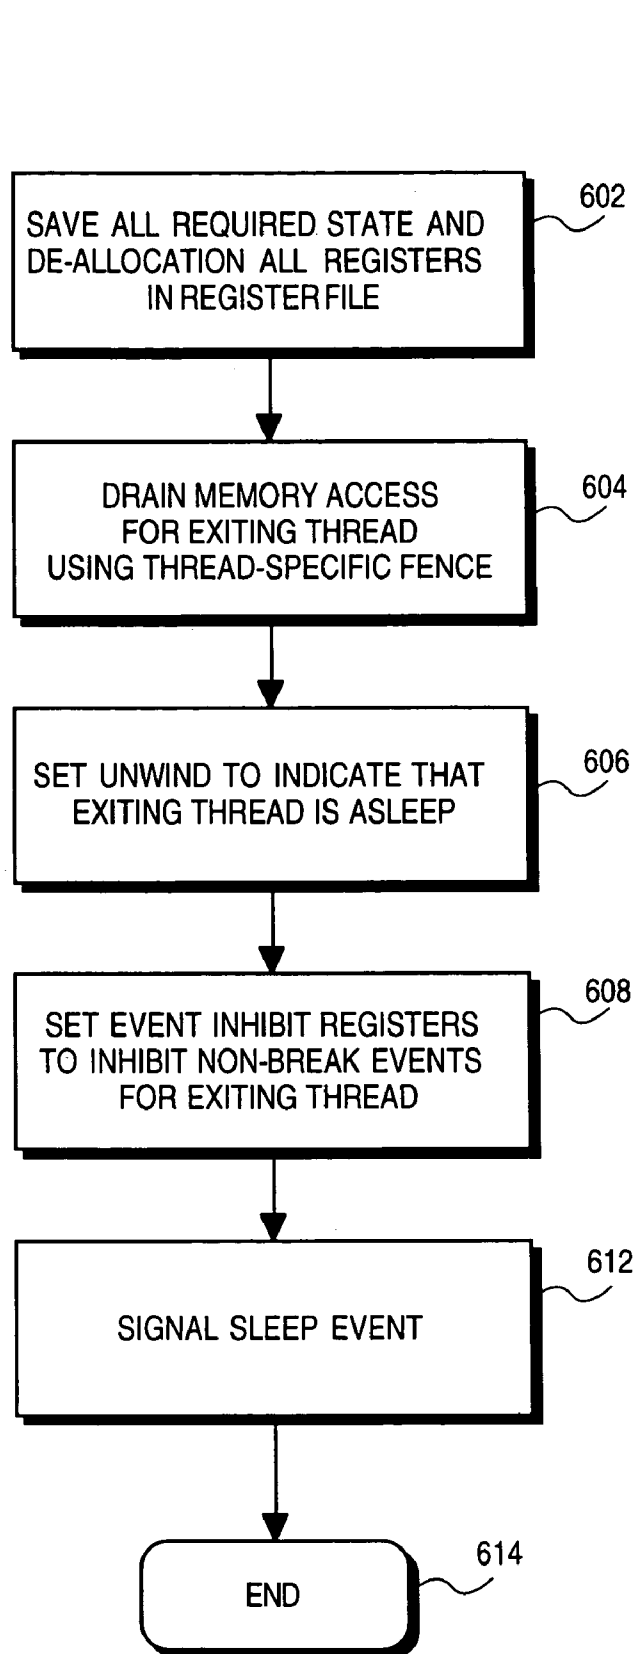 602
SAVE ALL REQUIRED STATE AND
DE-ALLOCATION ALL REGISTERS
IN REGISTER FILE
604
DRAIN MEMORY ACCESS
FOR EXITING THREAD
USING THREAD-SPECIFIC FENCE
606
SET UNWIND TO INDICATE THAT
EXITING THREAD IS ASLEEP
608
SET EVENT INHIBIT REGISTERS
TO INHIBIT NON-BREAK EVENTS
FOR EXITING THREAD
612
SIGNAL SLEEP EVENT
614
END